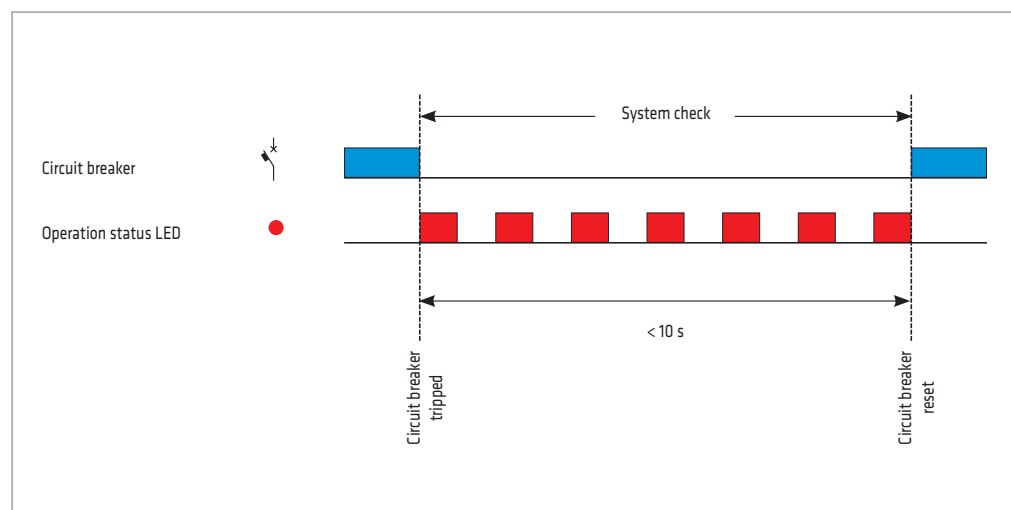 System check
Circuit breaker
Operation status LED
< 10 s
Circuit breaker
tripped
Circuit breaker
reset